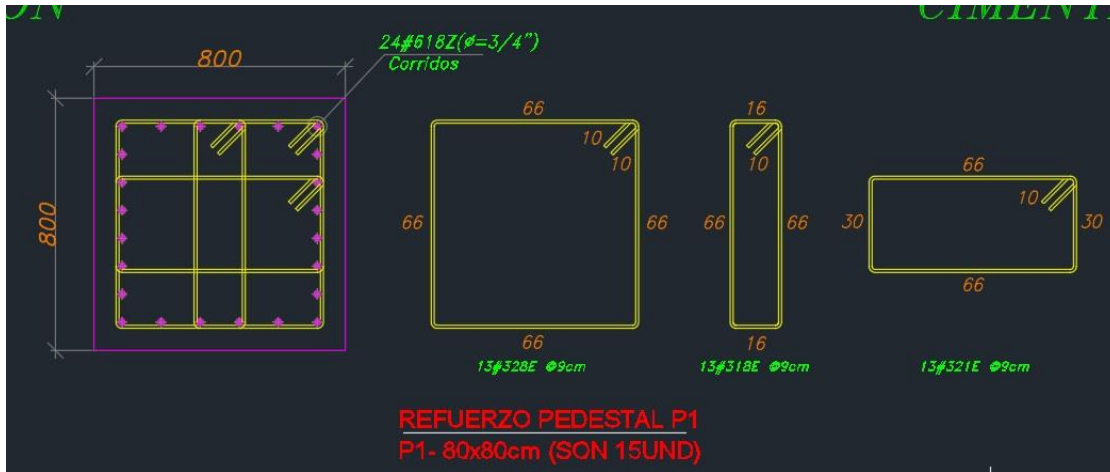 ON
CIMENT
24#618Z(ø=3/4")
Corridos
800
800
66
10
10
66
66
66
13#328E @9cm
16
10
66
66
16
13#318E @9cm
66
10
30
30
66
13#321E @9cm
REFUERZO PEDESTAL P1
P1- 80x80cm (SON 15UND)